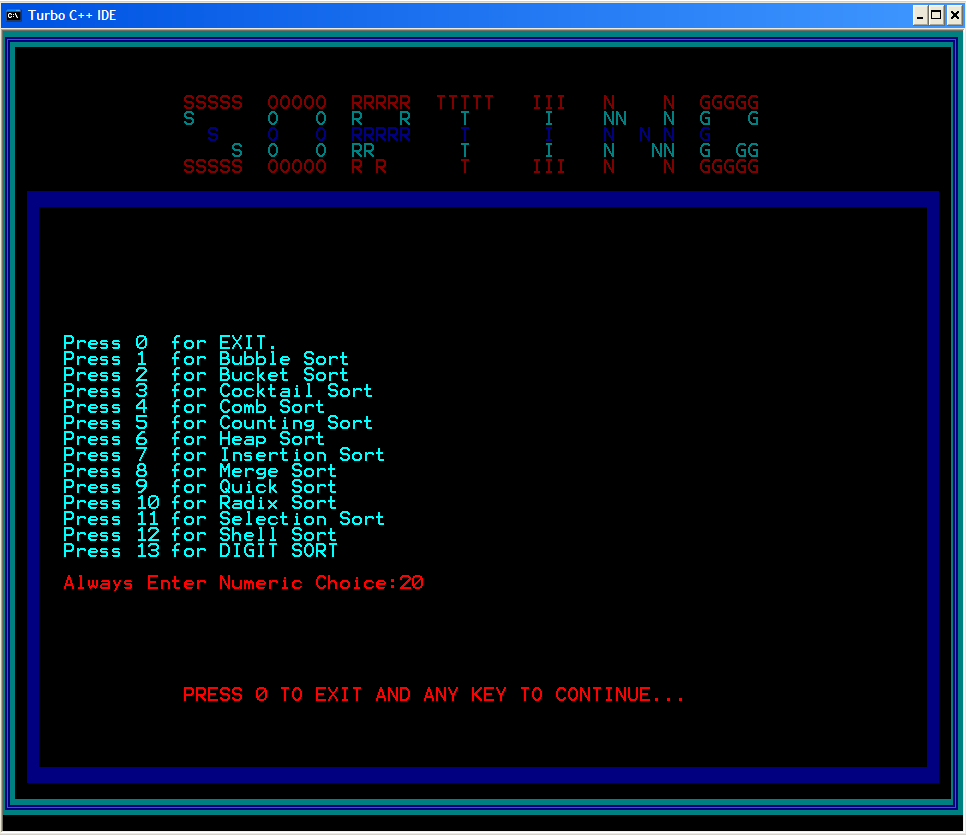 Turbo C++ IDE
SSSSS  OOOOO  RRRRR  TTTTT   III   N    N  GGGGG
S      O   O  R   R    T      I    NN   N  G   G
  S    O   O  RRRRR    T      I    N  N N  G
    S  O   O  RR       T      I    N   NN  G  GG
SSSSS  OOOOO  R R      T     III   N    N  GGGGG
Press 0  for EXIT.
Press 1  for Bubble Sort
Press 2  for Bucket Sort
Press 3  for Cocktail Sort
Press 4  for Comb Sort
Press 5  for Counting Sort
Press 6  for Heap Sort
Press 7  for Insertion Sort
Press 8  for Merge Sort
Press 9  for Quick Sort
Press 10 for Radix Sort
Press 11 for Selection Sort
Press 12 for Shell Sort
Press 13 for DIGIT SORT
Always Enter Numeric Choice:20
PRESS 0 TO EXIT AND ANY KEY TO CONTINUE...